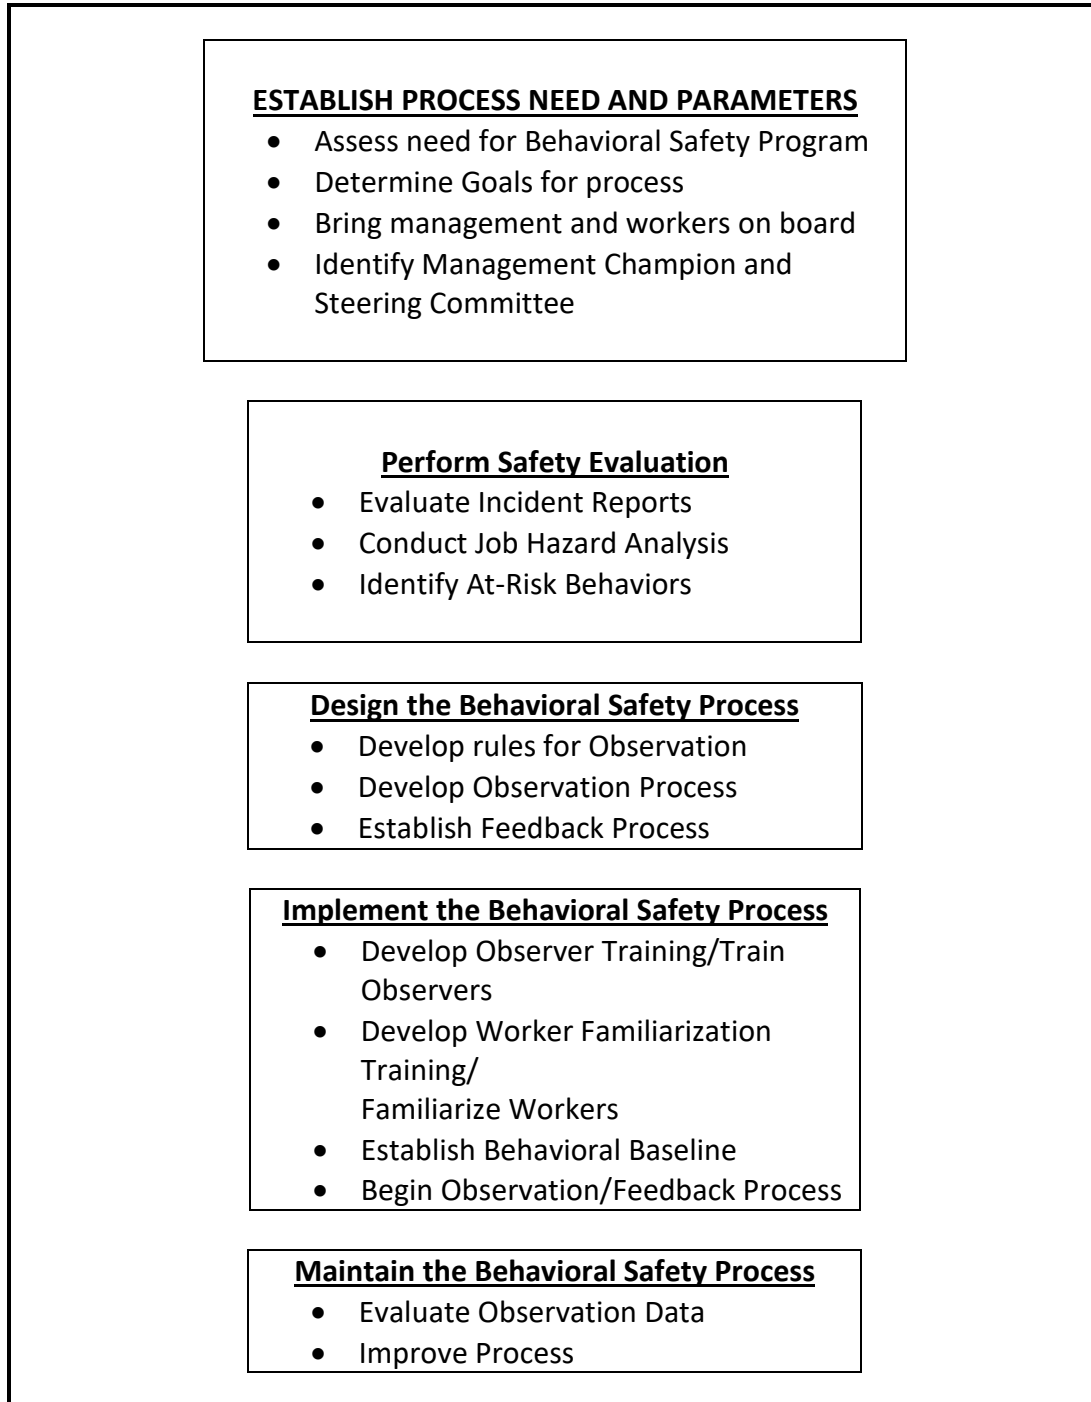 ESTABLISH PROCESS NEED AND PARAMETERS
• Assess need for Behavioral Safety Program
• Determine Goals for process
• Bring management and workers on board
• Identify Management Champion and
Steering Committee
Perform Safety Evaluation
• Evaluate Incident Reports
• Conduct Job Hazard Analysis
• Identify At-Risk Behaviors
Design the Behavioral Safety Process
• Develop rules for Observation
• Develop Observation Process
• Establish Feedback Process
Implement the Behavioral Safety Process
• Develop Observer Training/Train
Observers
• Develop Worker Familiarization
Training/
Familiarize Workers
• Establish Behavioral Baseline
• Begin Observation/Feedback Process
Maintain the Behavioral Safety Process
• Evaluate Observation Data
• Improve Process